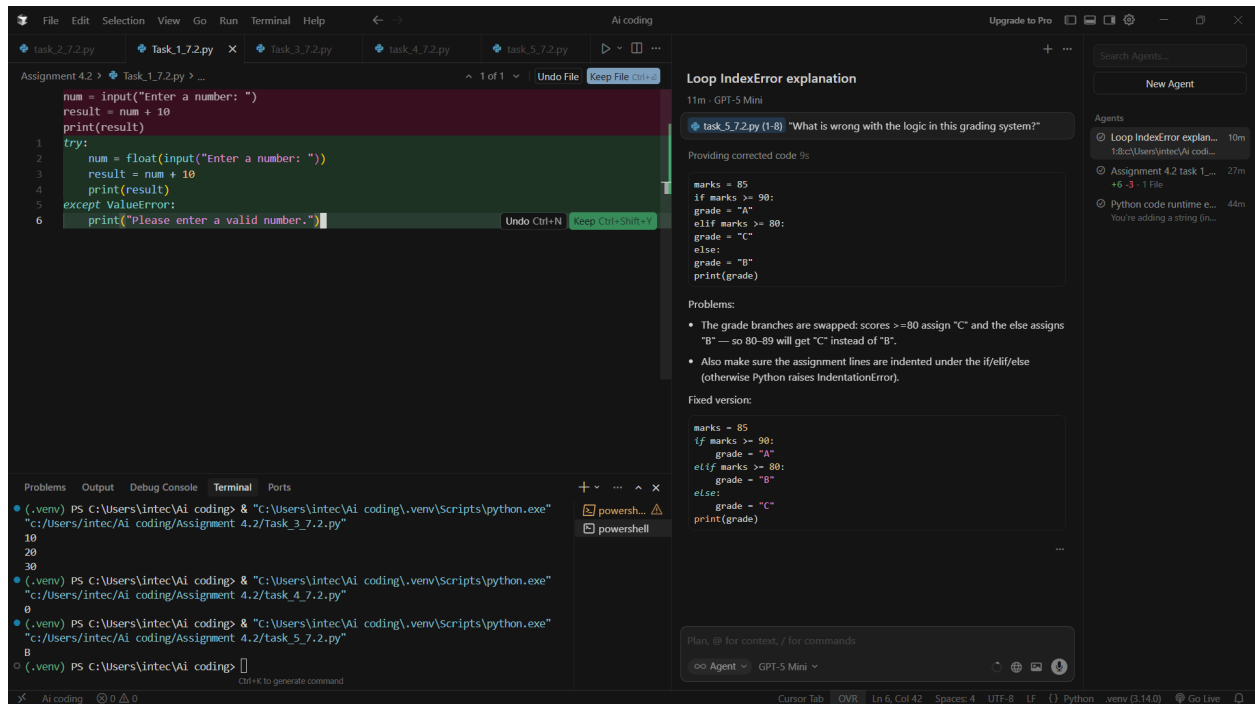 File Edit Selection View Go Run Terminal Help
Ai coding
Upgrade to Pro
task_2_7.2.py
Task_1_7.2.py
Task_3_7.2.py
task_4_7.2.py
task_5_7.2.py
Assignment 4.2 > Task_1_7.2.py > ...
1 of 1
Undo File
Keep File Ctrl+⏎
num = input("Enter a number: ")
result = num + 10
print(result)
1 try:
2 num = float(input("Enter a number: "))
3 result = num + 10
4 print(result)
5 except ValueError:
6 print("Please enter a valid number.")
Undo Ctrl+N
Keep Ctrl+Shift+Y
Problems Output Debug Console Terminal Ports
(.venv) PS C:\Users\intec\Ai coding> & "C:\Users\intec\Ai coding\.venv\Scripts\python.exe"
"c:/Users/intec/Ai coding/Assignment 4.2/Task_3_7.2.py"
10
20
30
(.venv) PS C:\Users\intec\Ai coding> & "C:\Users\intec\Ai coding\.venv\Scripts\python.exe"
"c:/Users/intec/Ai coding/Assignment 4.2/task_4_7.2.py"
0
(.venv) PS C:\Users\intec\Ai coding> & "C:\Users\intec\Ai coding\.venv\Scripts\python.exe"
"c:/Users/intec/Ai coding/Assignment 4.2/task_5_7.2.py"
B
(.venv) PS C:\Users\intec\Ai coding>
Ctrl+K to generate command
powersh...
powershell
Loop IndexError explanation
11m · GPT-5 Mini
task_5_7.2.py (1-8) "What is wrong with the logic in this grading system?"
Providing corrected code 9s
marks = 85
if marks >= 90:
grade = "A"
elif marks >= 80:
grade = "C"
else:
grade = "B"
print(grade)
Problems:
• The grade branches are swapped: scores >=80 assign "C" and the else assigns
"B" — so 80–89 will get "C" instead of "B".
• Also make sure the assignment lines are indented under the if/elif/else
(otherwise Python raises IndentationError).
Fixed version:
marks = 85
if marks >= 90:
grade = "A"
elif marks >= 80:
grade = "B"
else:
grade = "C"
print(grade)
Plan, @ for context, / for commands
Agent
GPT-5 Mini
Search Agents...
New Agent
Agents
Loop IndexError explan... 10m
1:8:c:\Users\intec\Ai codi...
Assignment 4.2 task 1_... 27m
+6 -3 · 1 File
Python code runtime e... 44m
You're adding a string (in...
Ai coding
0 0
Cursor Tab OVR Ln 6, Col 42 Spaces: 4 UTF-8 LF {} Python .venv (3.14.0) Go Live